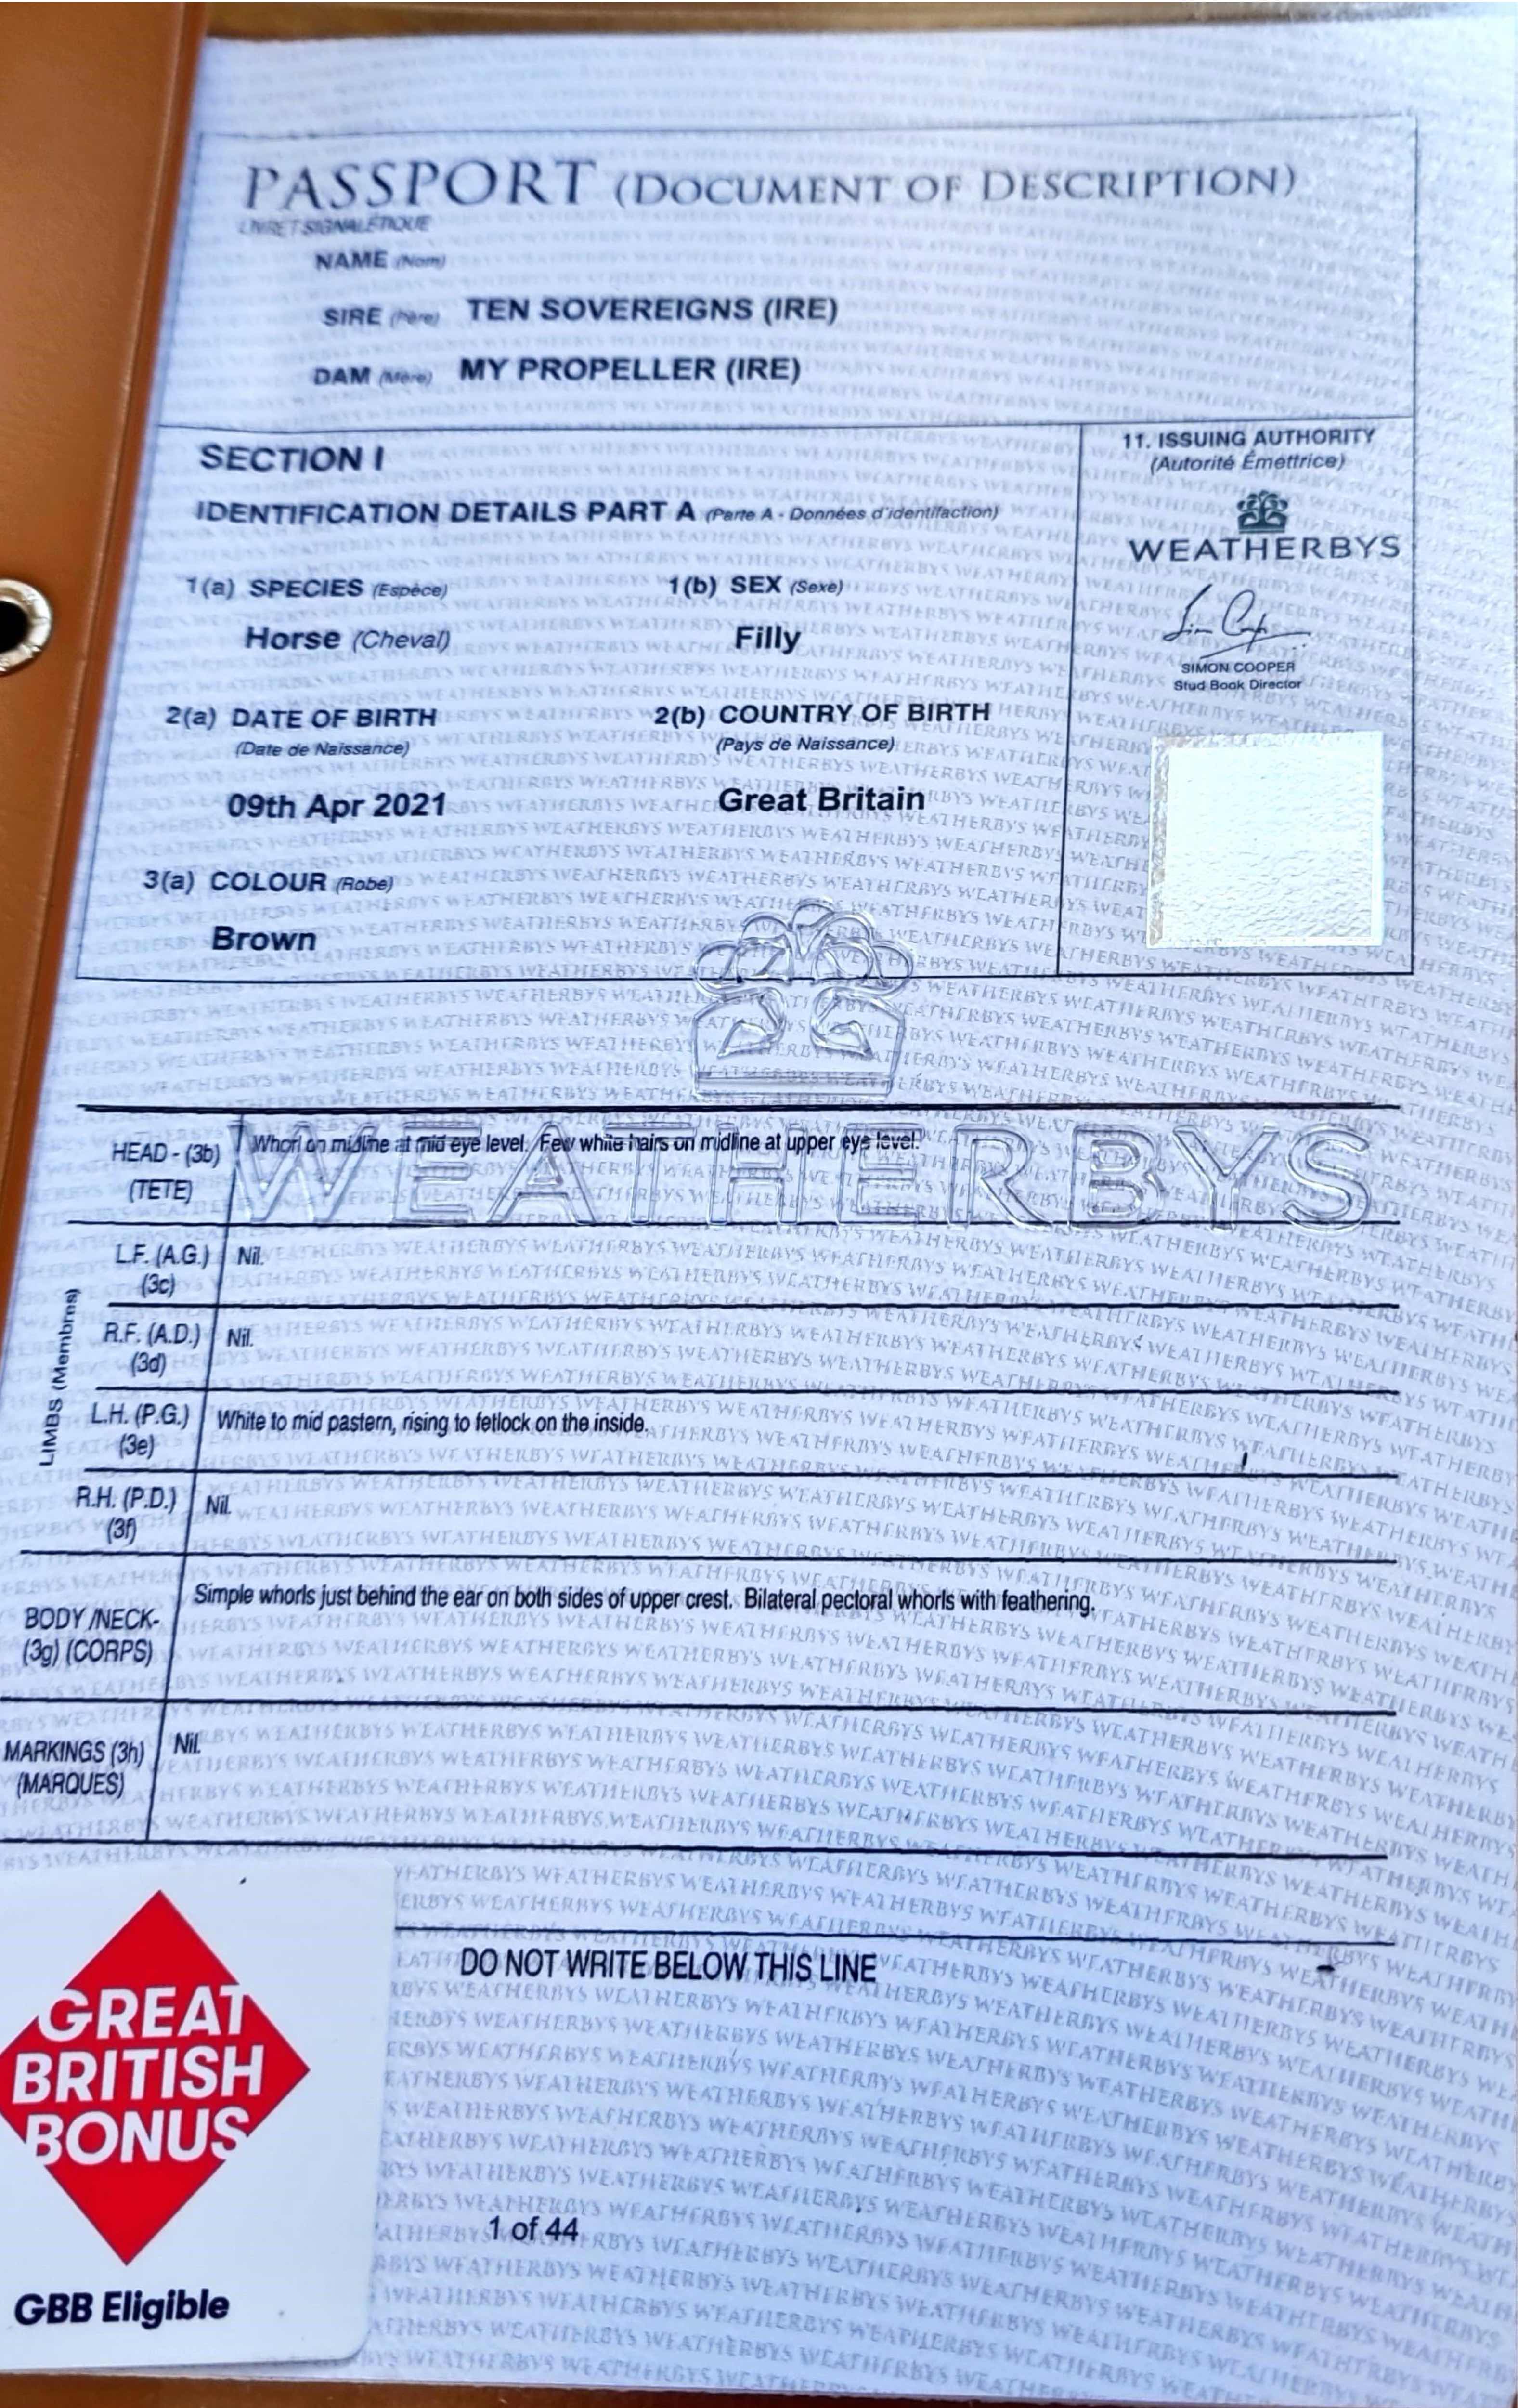 PASSPORT (DOCUMENT OF DESCRIPTION)
LIVRET SIGNALÉTIQUE
NAME (Nom)
SIRE (Père) TEN SOVEREIGNS (IRE)
DAM (Mère) MY PROPELLER (IRE)
SECTION I
IDENTIFICATION DETAILS PART A (Parte A - Données d'identifaction)
1(a) SPECIES (Espèce) 1(b) SEX (Sexe)
Horse (Cheval) Filly
2(a) DATE OF BIRTH 2(b) COUNTRY OF BIRTH
(Date de Naissance) (Pays de Naissance)
09th Apr 2021 Great Britain
3(a) COLOUR (Robe)
Brown
11. ISSUING AUTHORITY
(Autorité Émettrice)
WEATHERBYS
SIMON COOPER
Stud Book Director
WEATHERBYS
HEAD - (3b) Whorl on midline at mid eye level. Few white hairs on midline at upper eye level.
(TETE)
LIMBS (Membres)
L.F. (A.G.) Nil.
(3c)
R.F. (A.D.) Nil.
(3d)
L.H. (P.G.) White to mid pastern, rising to fetlock on the inside.
(3e)
R.H. (P.D.) Nil.
(3f)
BODY /NECK- Simple whorls just behind the ear on both sides of upper crest. Bilateral pectoral whorls with feathering.
(3g) (CORPS)
MARKINGS (3h) Nil.
(MARQUES)
DO NOT WRITE BELOW THIS LINE
GREAT
BRITISH
BONUS
GBB Eligible
1 of 44